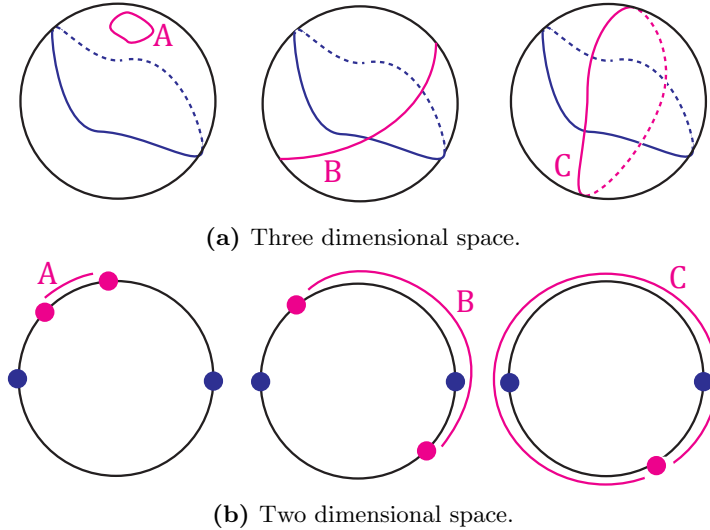 A
B
C
(a) Three dimensional space.
A
B
C
(b) Two dimensional space.